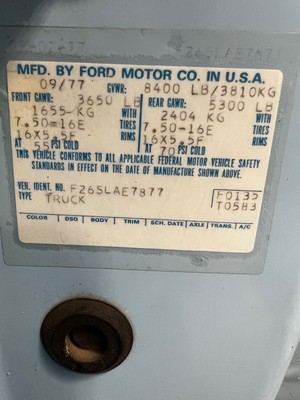 MFD. BY FORD MOTOR CO. IN U.S.A.
09/77 GVWR: 8400 LB/3810KG
FRONT GAWR: 3650 LB REAR GAWR: 5300 LB
1655-KG WITH 2404 KG WITH
7.50-16E TIRES 7.50-16E TIRES
16X5.5F RIMS 16X5.5F RIMS
AT 55 PSI COLD AT 70 PSI COLD
THIS VEHICLE CONFORMS TO ALL APPLICABLE FEDERAL MOTOR VEHICLE SAFETY
STANDARDS IN EFFECT ON THE DATE OF MANUFACTURE SHOWN ABOVE.
VEH. IDENT. NO. F26SLAE7877 F0135
TYPE TRUCK T0583
COLOR DSO BODY TRIM SCH. DATE AXLE TRANS. A/C